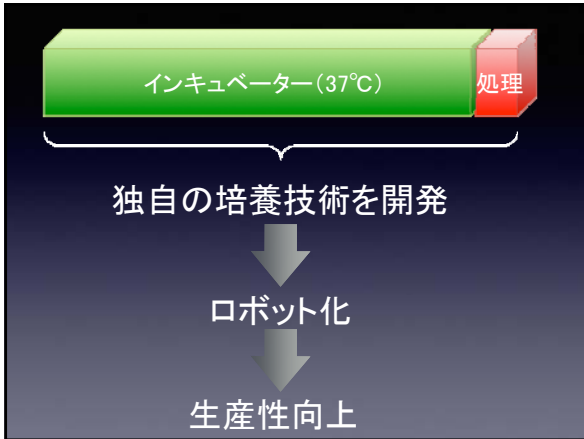 インキュベーター(37℃)
処理
独自の培養技術を開発
ロボット化
生産性向上